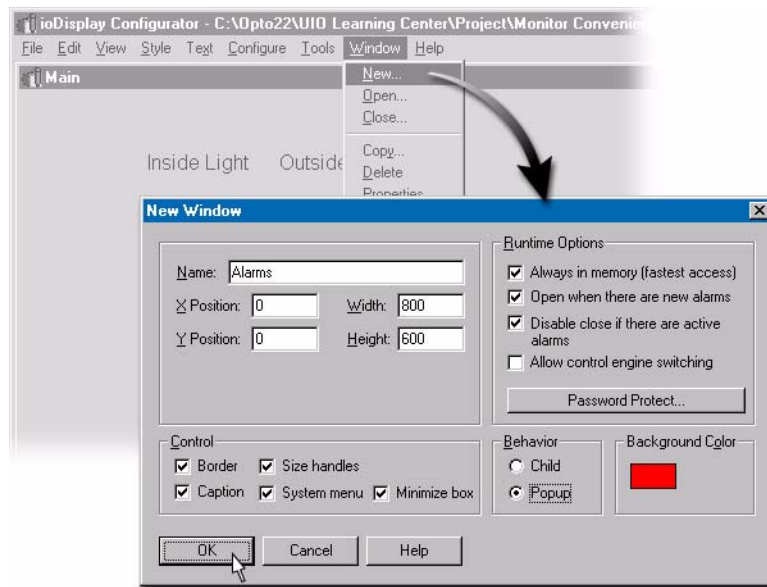 ioDisplay Configurator - C:\Opto22\UIO Learning Center\Project\Monitor Convenien
File Edit View Style Text Configure Tools Window Help
Main
New...
Open...
Close...
Copy...
Delete
Properties
Inside Light Outside
New Window
Name: Alarms
X Position: 0 Width: 800
Y Position: 0 Height: 600
Runtime Options
Always in memory (fastest access)
Open when there are new alarms
Disable close if there are active
alarms
Allow control engine switching
Password Protect...
Control
Border Size handles
Caption System menu Minimize box
Behavior
Child
Popup
Background Color
OK Cancel Help